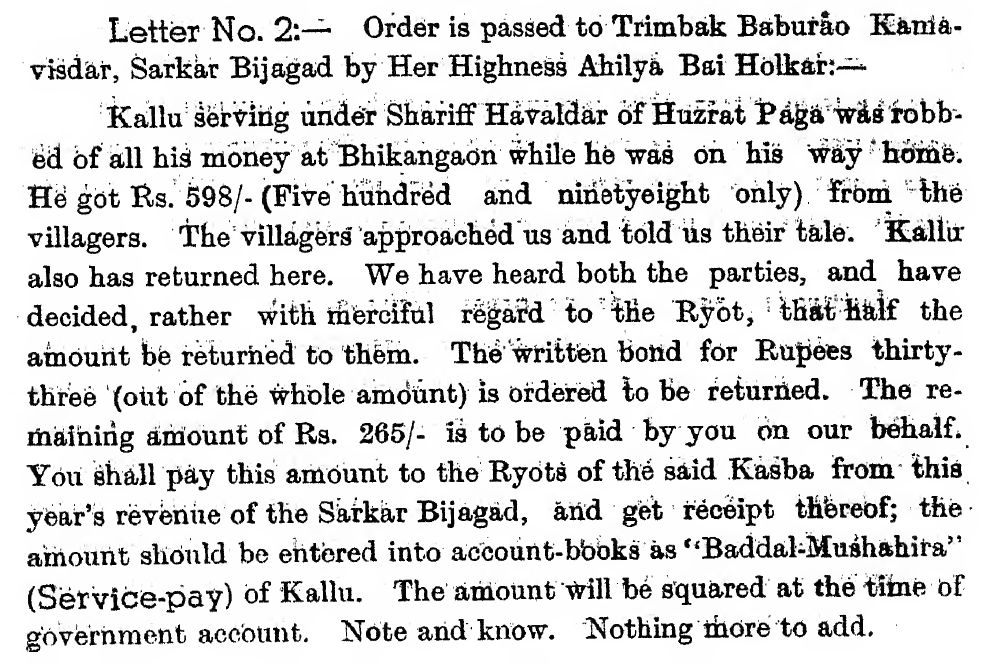 Letter No. 2:— Order is passed to Trimbak Baburao Kama-
visdar, Sarkar Bijagad by Her Highness Ahilya Bai Holkar:—
Kallu serving under Shariff Havaldar of Huzrat Paga was robb-
ed of all his money at Bhikangaon while he was on his way home.
He got Rs. 598/- (Five hundred and ninetyeight only) from the
villagers. The villagers approached us and told us their tale. Kallu
also has returned here. We have heard both the parties, and have
decided, rather with merciful regard to the Ryot, that half the
amount be returned to them. The written bond for Rupees thirty-
three (out of the whole amount) is ordered to be returned. The re-
maining amount of Rs. 265/- is to be paid by you on our behalf.
You shall pay this amount to the Ryots of the said Kasba from this
year's revenue of the Sarkar Bijagad, and get receipt thereof; the
amount should be entered into account-books as "Baddal-Mushahira"
(Service-pay) of Kallu. The amount will be squared at the time of
government account. Note and know. Nothing more to add.